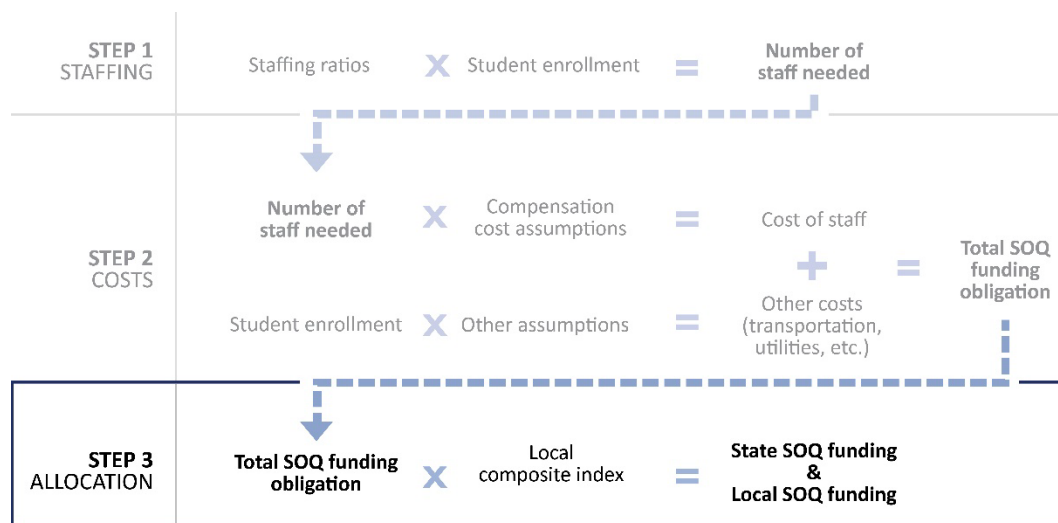 STEP 1
STAFFING
Staffing ratios X Student enrollment =
Number of
staff needed
STEP 2
COSTS
Number of
staff needed
X
Compensation
cost assumptions
=
Cost of staff
+
Student enrollment X Other assumptions =
Other costs
(transportation,
utilities, etc.)
=
Total SOQ
funding
obligation
STEP 3
ALLOCATION
Total SOQ funding
obligation
X
Local
composite index
=
State SOQ funding
&
Local SOQ funding